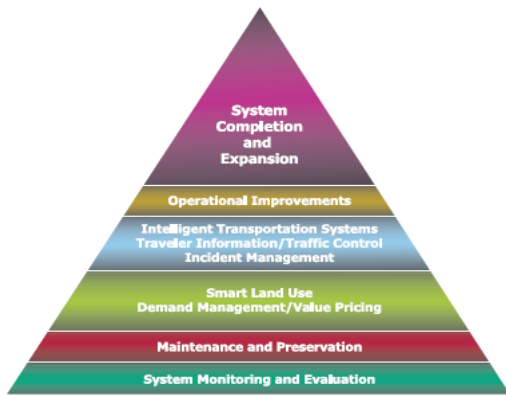 System
Completion
and
Expansion
Operational Improvements
Intelligent Transportation Systems
Traveler Information/Traffic Control
Incident Management
Smart Land Use
Demand Management/Value Pricing
Maintenance and Preservation
System Monitoring and Evaluation